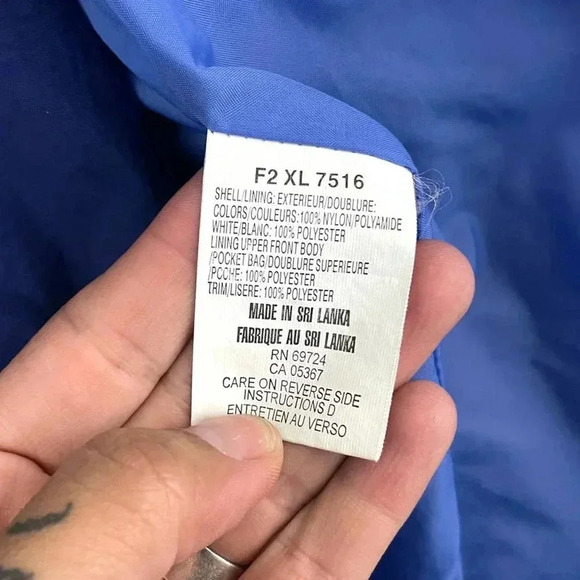 F2 XL 7516
SHELL/LINING: EXTERIEUR/DOUBLURE:
COLORS/COULEURS:100% NYLON/POLYAMIDE
WHITE/BLANC: 100% POLYESTER
LINING UPPER FRONT BODY
/POCKET BAG/DOUBLURE SUPERIEURE
/POCHE: 100% POLYESTER
TRIM/LISERE: 100% POLYESTER
MADE IN SRI LANKA
FABRIQUE AU SRI LANKA
RN 69724
CA 05367
CARE ON REVERSE SIDE
INSTRUCTIONS D
ENTRETIEN AU VERSO